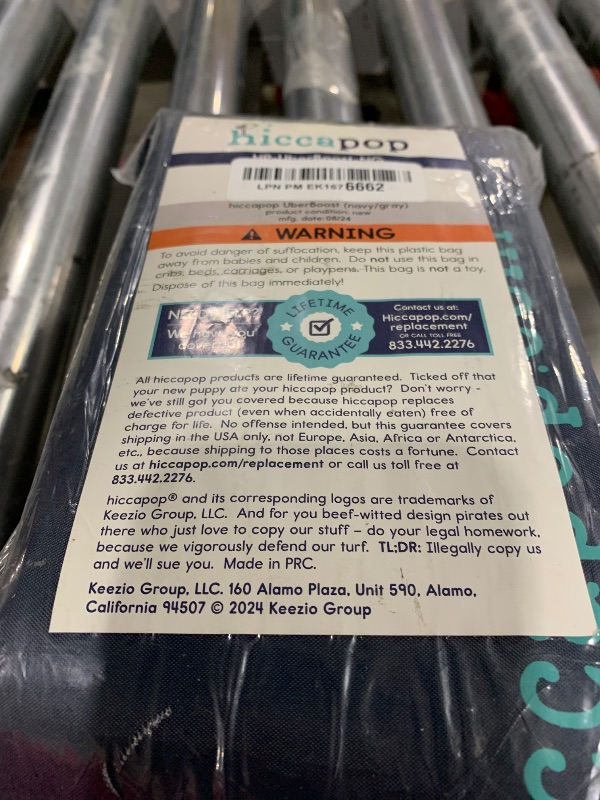 hiccapop
LPN PM EK1676662
hiccapop UberBoost (navy/gray)
product condition: new
mfg. date: 08/24
WARNING
To avoid danger of suffocation, keep this plastic bag
away from babies and children. Do not use this bag in
cribs, beds, carriages, or playpens. This bag is not a toy.
Dispose of this bag immediately!
We have you
LIFETIME
GUARANTEE
Contact us at:
Hiccapop.com/
replacement
OR CALL TOLL FREE
833.442.2276
All hiccapop products are lifetime guaranteed. Ticked off that
your new puppy ate your hiccapop product? Don't worry -
we've still got you covered because hiccapop replaces
defective product (even when accidentally eaten) free of
charge for life. No offense intended, but this guarantee covers
shipping in the USA only, not Europe, Asia, Africa or Antarctica,
etc., because shipping to those places costs a fortune. Contact
us at hiccapop.com/replacement or call us toll free at
833.442.2276.
hiccapop® and its corresponding logos are trademarks of
Keezio Group, LLC. And for you beef-witted design pirates out
there who just love to copy our stuff – do your legal homework,
because we vigorously defend our turf. TL:DR: Illegally copy us
and we'll sue you. Made in PRC.
Keezio Group, LLC. 160 Alamo Plaza, Unit 590, Alamo,
California 94507 © 2024 Keezio Group